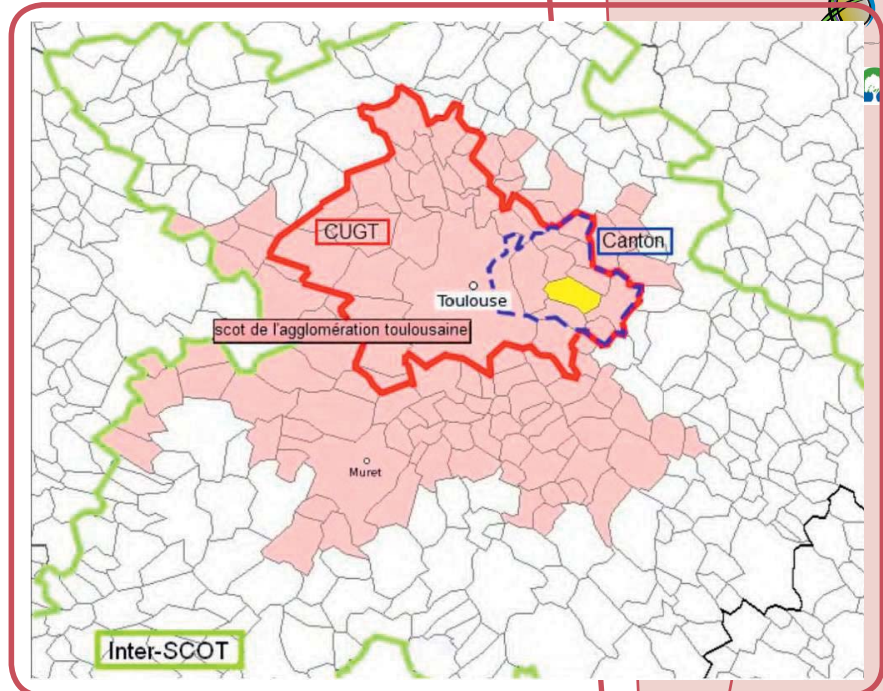 CUGT
Canton
Toulouse
scot de l'agglomération toulousaine
Muret
Inter-SCOT